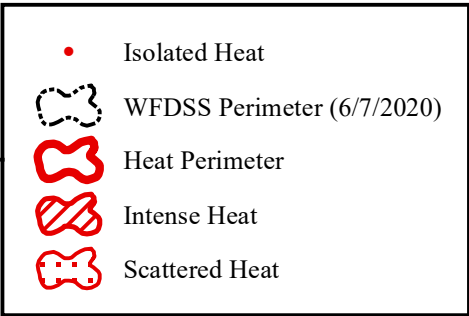 Isolated Heat
WFDSS Perimeter (6/7/2020)
Heat Perimeter
Intense Heat
Scattered Heat